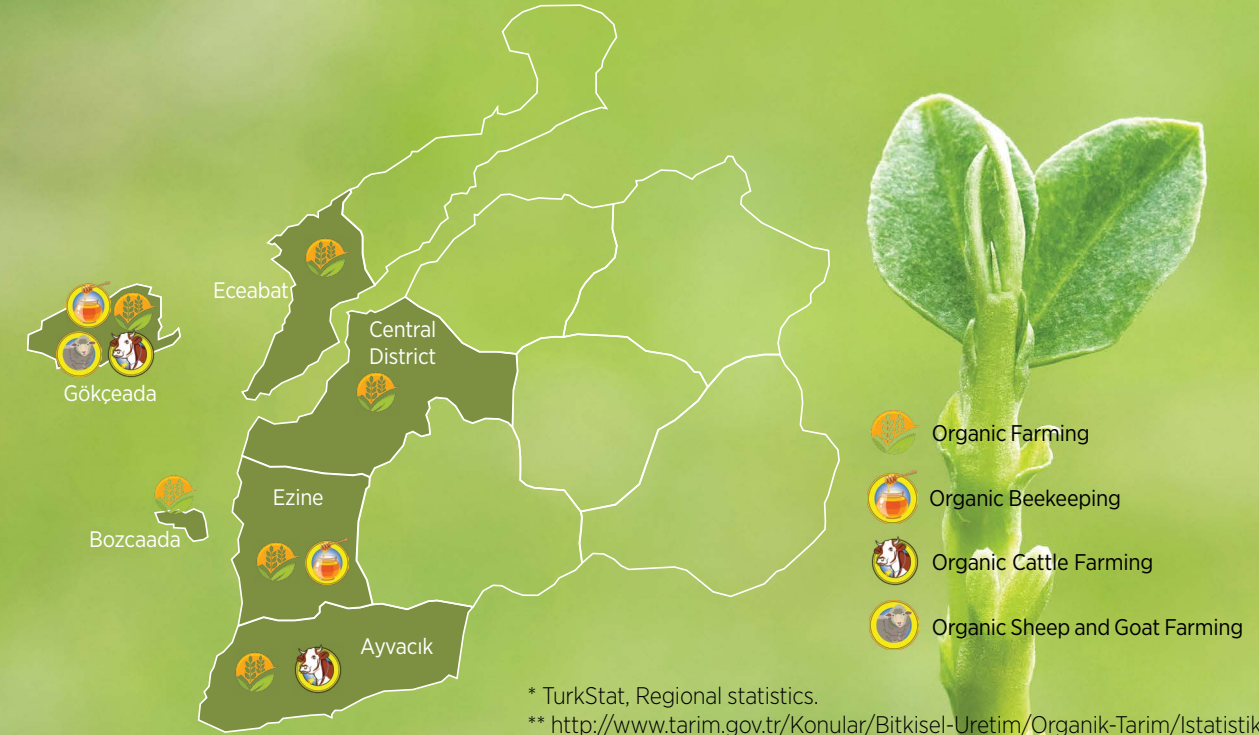 Eceabat
Central
District
Gökçeada
Ezine
Bozcaada
Ayvacık
Organic Farming
Organic Beekeeping
Organic Cattle Farming
Organic Sheep and Goat Farming
* TurkStat, Regional statistics.
** http://www.tarim.gov.tr/Konular/Bitkisel-Uretim/Organik-Tarim/Istatistik